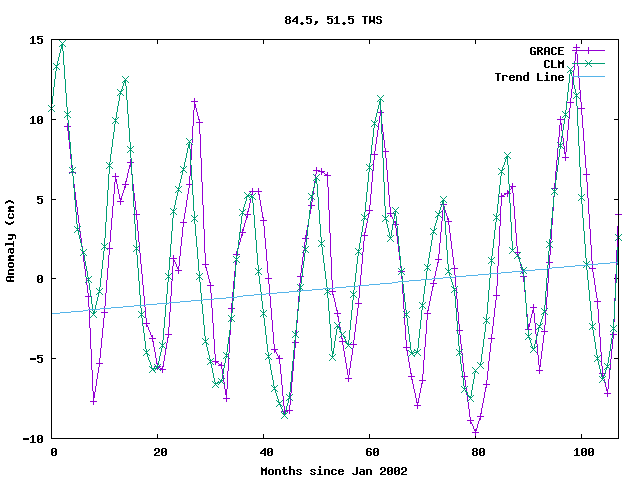 84.5, 51.5 TWS
GRACE
CLM
Trend Line
15
10
5
0
-5
-10
Anomaly (cm)
0 20 40 60 80 100
Months since Jan 2002